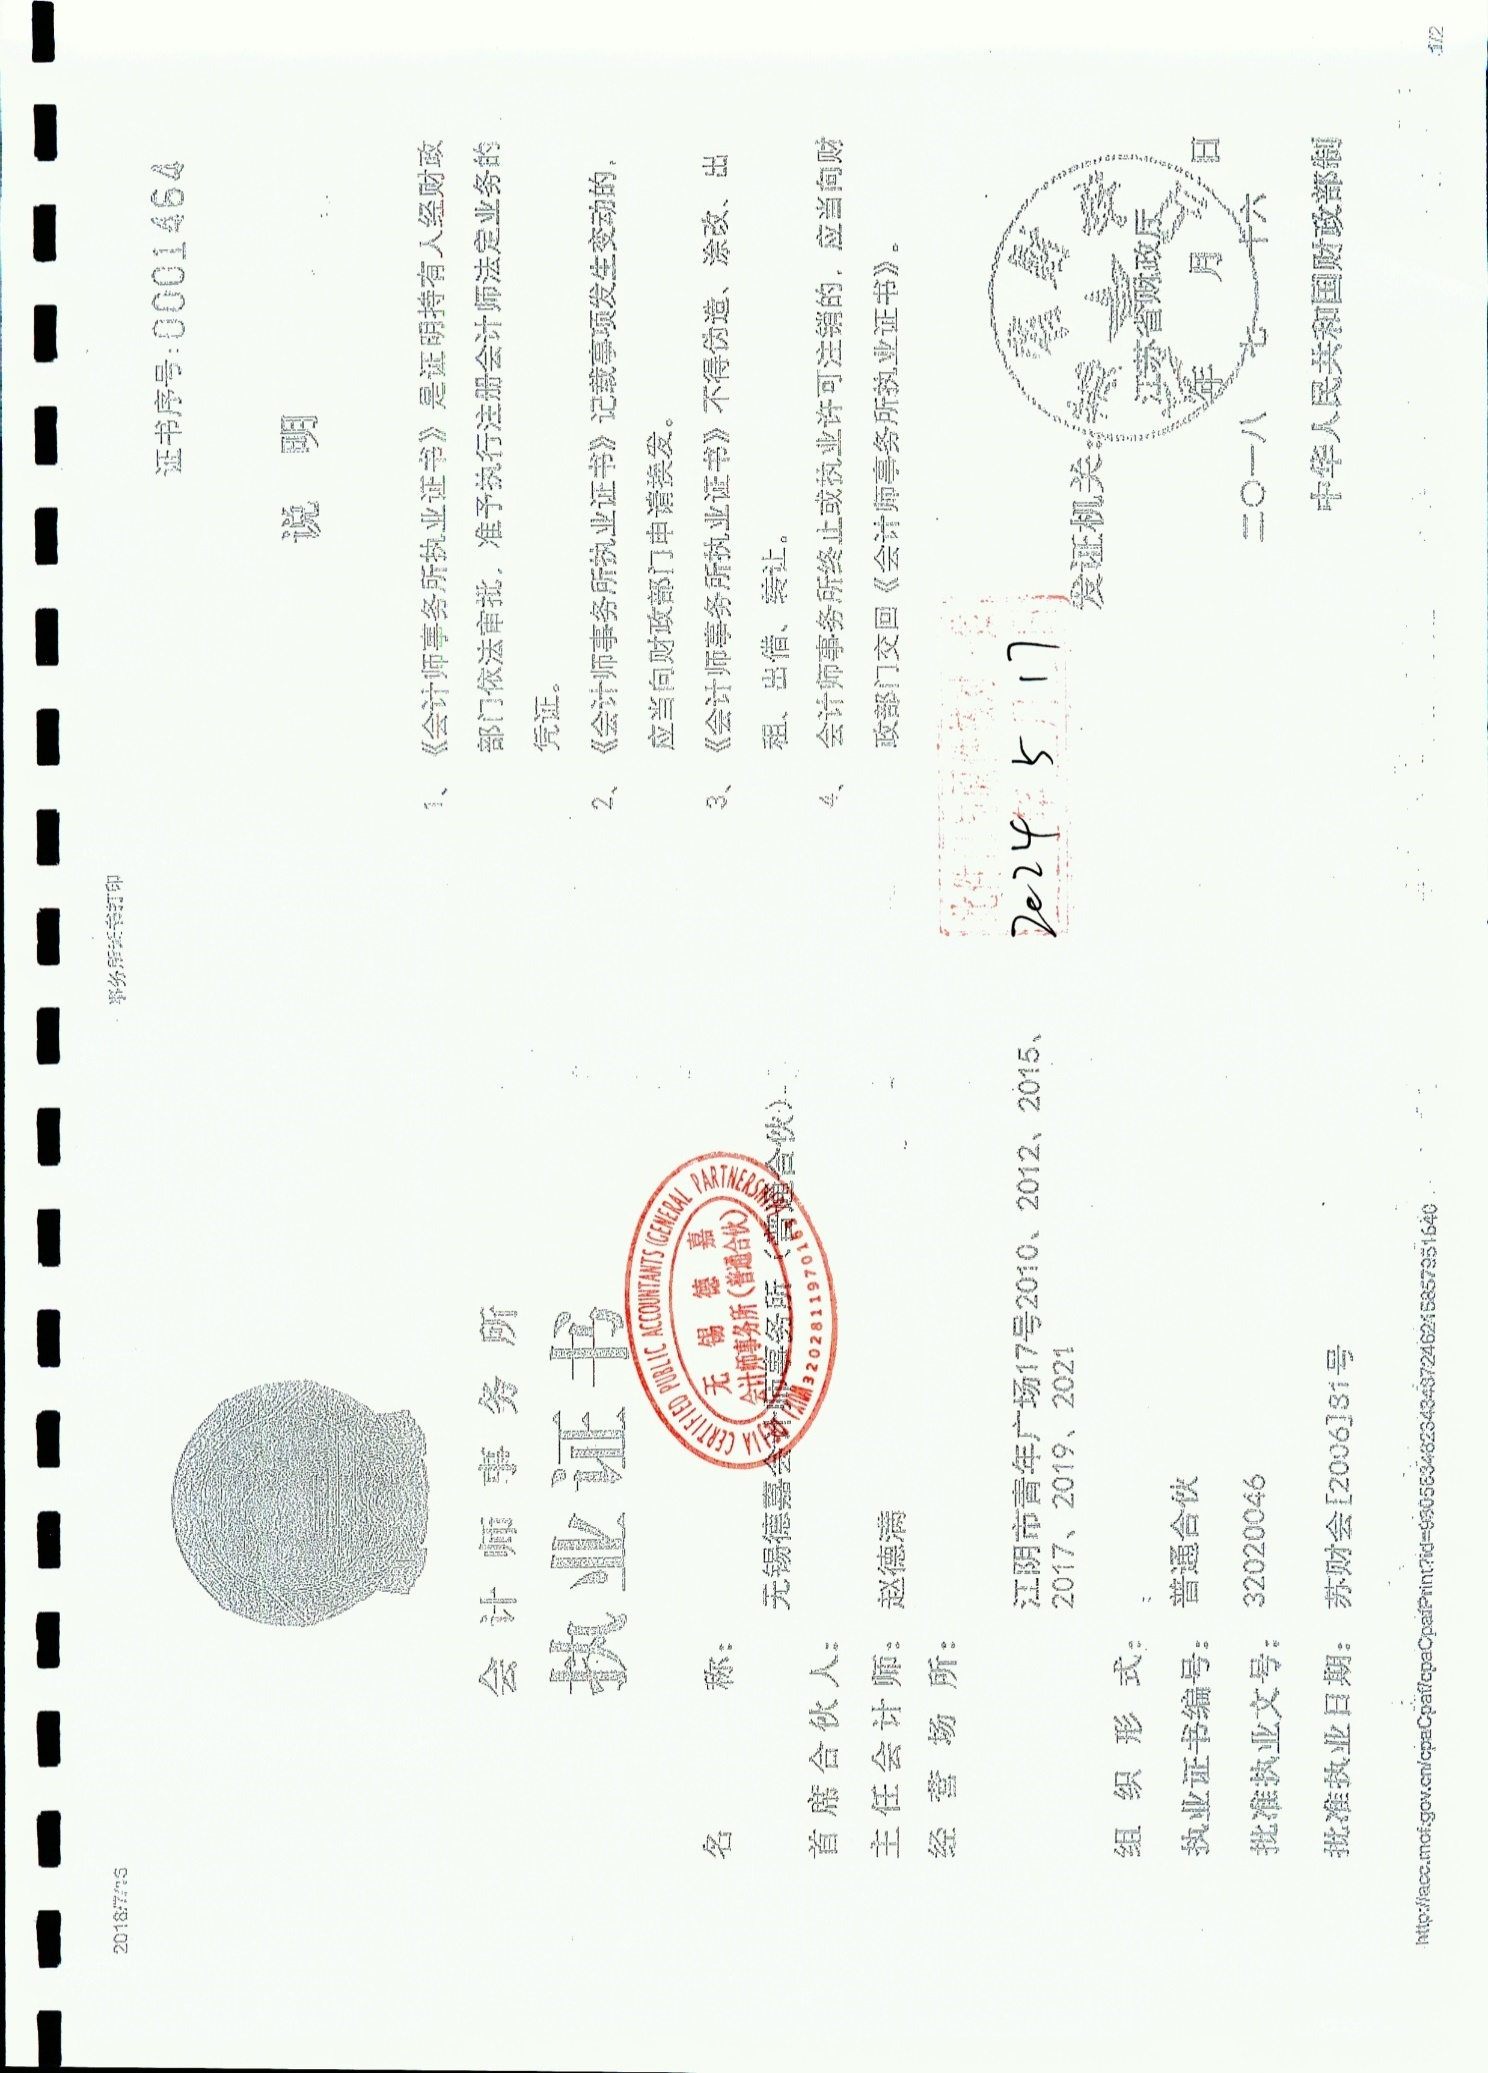 2018/7/16
事务所证书打印
会计师事务所
执业证书
名称：
无锡德嘉会计师事务所（普通合伙）
首席合伙人：
主任会计师：
赵德满
经营场所：
江阴市青年广场17号2010、2012、2015、
2017、2019、2021
组织形式：
普通合伙
执业证书编号：
32020046
批准执业文号：
苏财会[2006]81号
批准执业日期：
CERTIFIED PUBLIC ACCOUNTANTS (GENERAL PARTNERSHIP)
无锡德嘉
会计师事务所（普通合伙）
证书序号：0001464
说明
1、《会计师事务所执业证书》是证明持有人经财政
部门依法审批，准予执行注册会计师法定业务的
凭证。
2、《会计师事务所执业证书》记载事项发生变动的，
应当向财政部门申请换发。
3、《会计师事务所执业证书》不得伪造、涂改、出
租、出借、转让。
4、会计师事务所终止或执业许可注销的，应当向财
政部门交回《会计师事务所执业证书》。
2024 5 17
发证机关：
江苏省财政厅
二〇一八年七月十六日
中华人民共和国财政部制
1/2